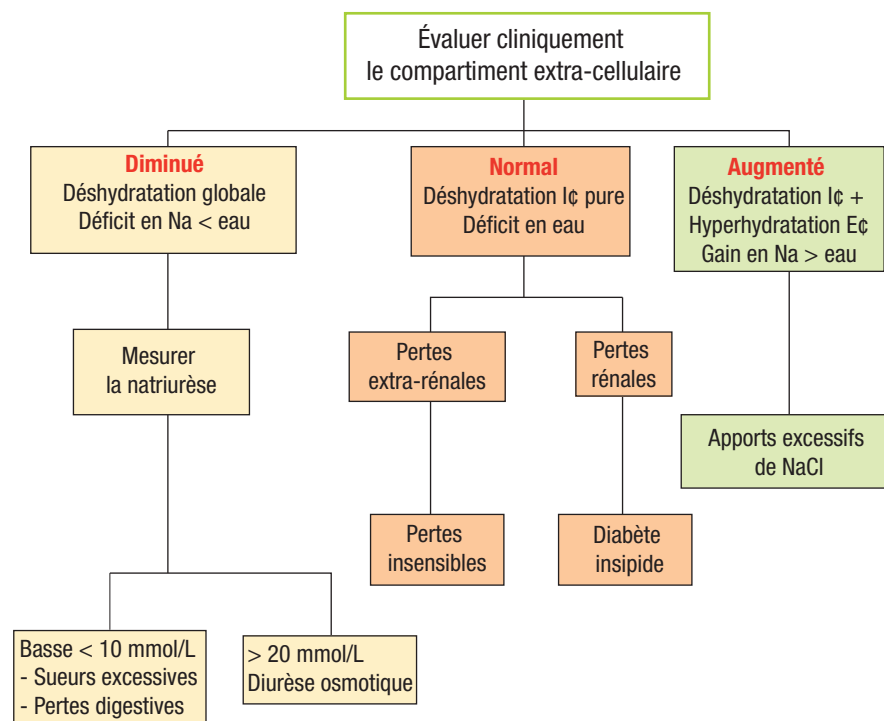 Évaluer cliniquement
le compartiment extra-cellulaire
Diminué
Déshydratation globale
Déficit en Na < eau
Normal
Déshydratation I¢ pure
Déficit en eau
Augmenté
Déshydratation I¢ +
Hyperhydratation E¢
Gain en Na > eau
Mesurer
la natriurèse
Pertes
extra-rénales
Pertes
rénales
Apports excessifs
de NaCl
Pertes
insensibles
Diabète
insipide
Basse < 10 mmol/L
- Sueurs excessives
- Pertes digestives
> 20 mmol/L
Diurèse osmotique